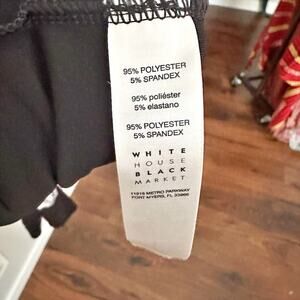 95% POLYESTER
5% SPANDEX
95% poliéster
5% elastano
95% POLYESTER
5% SPANDEX
WHITE
HOUSE
BLACK
MARKET
11215 METRO PARKWAY
FORT MYERS, FL 33966